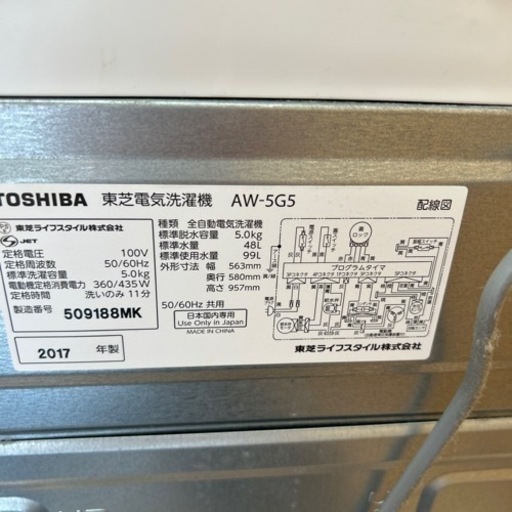 TOSHIBA 東芝電気洗濯機 AW-5G5
配線図
東芝ライフスタイル株式会社
JET
定格電圧 100V
定格周波数 50/60Hz
標準洗濯容量 5.0kg
電動機定格消費電力 360/435W
定格時間 洗いのみ 11分
製造番号 509188MK
2017 年製
種類 全自動電気洗濯機
標準脱水容量 5.0kg
標準水量 48L
標準使用水量 99L
外形寸法 幅 563mm
奥行 580mm
高さ 957mm
50/60Hz 共用
日本国内専用
Use Only in Japan
MADE IN CHINA
ロック
プログラムタイマ
東芝ライフスタイル株式会社